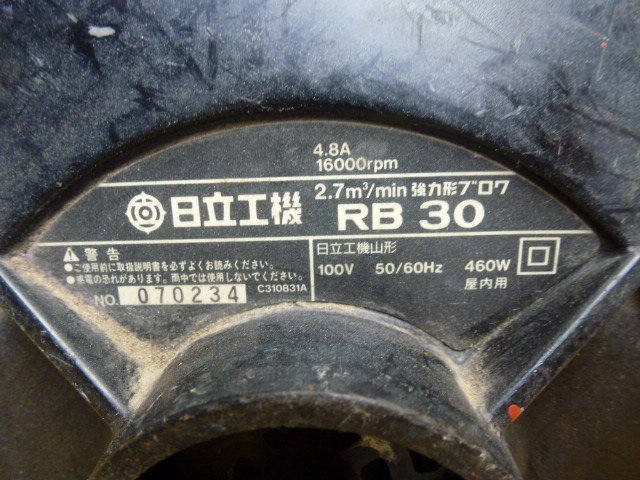 4.8A
16000rpm
2.7m³/min 強力形ブロワ
日立工機 RB 30
⚠警告
●ご使用前に取扱説明書を必ずよくお読みください。
●感電の恐れがあります。雨中では使用しないでください。
NO. 070234 C310831A
日立工機山形
100V 50/60Hz 460W
屋内用